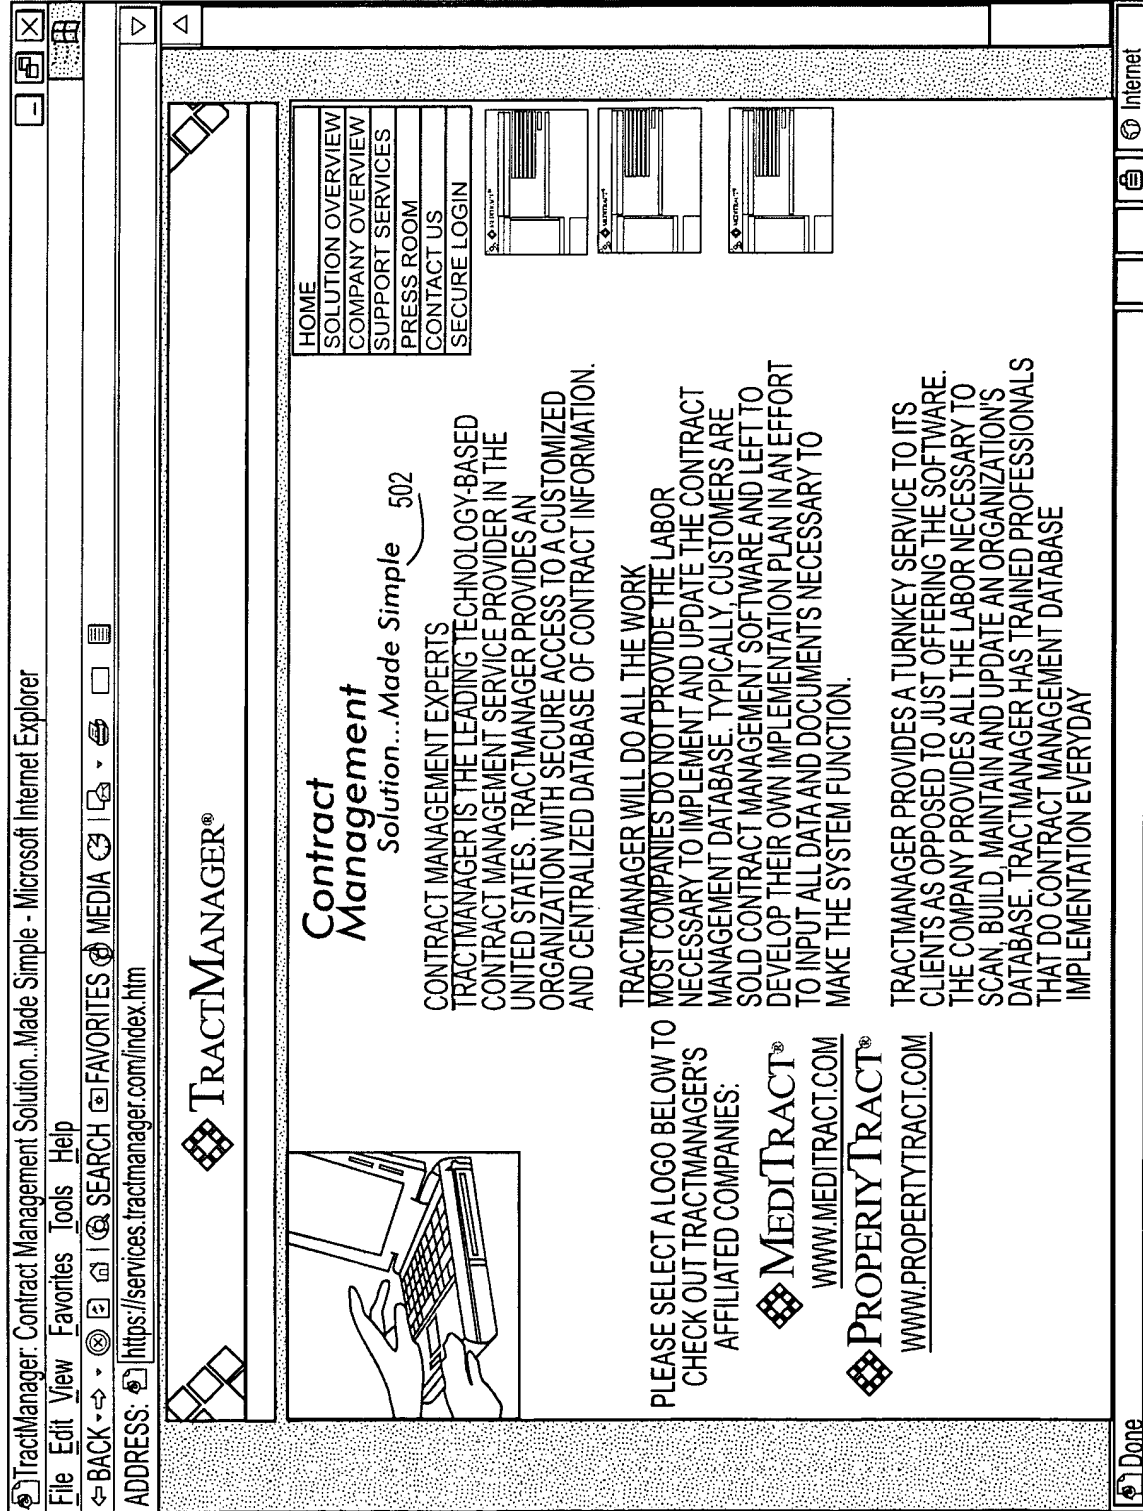 TractManager. Contract Management Solution..Made Simple - Microsoft Internet Explorer
File Edit View Favorites Tools Help
BACK SEARCH FAVORITES MEDIA
ADDRESS: https://services.tractmanager.com/index.htm
TRACTMANAGER®
Contract
Management
Solution...Made Simple
502
HOME
SOLUTION OVERVIEW
COMPANY OVERVIEW
SUPPORT SERVICES
PRESS ROOM
CONTACT US
SECURE LOGIN
CONTRACT MANAGEMENT EXPERTS
TRACTMANAGER IS THE LEADING TECHNOLOGY-BASED
CONTRACT MANAGEMENT SERVICE PROVIDER IN THE
UNITED STATES. TRACTMANAGER PROVIDES AN
ORGANIZATION WITH SECURE ACCESS TO A CUSTOMIZED
AND CENTRALIZED DATABASE OF CONTRACT INFORMATION.
TRACTMANAGER WILL DO ALL THE WORK
MOST COMPANIES DO NOT PROVIDE THE LABOR
NECESSARY TO IMPLEMENT AND UPDATE THE CONTRACT
MANAGEMENT DATABASE. TYPICALLY, CUSTOMERS ARE
SOLD CONTRACT MANAGEMENT SOFTWARE AND LEFT TO
DEVELOP THEIR OWN IMPLEMENTATION PLAN IN AN EFFORT
TO INPUT ALL DATA AND DOCUMENTS NECESSARY TO
MAKE THE SYSTEM FUNCTION.
TRACTMANAGER PROVIDES A TURNKEY SERVICE TO ITS
CLIENTS AS OPPOSED TO JUST OFFERING THE SOFTWARE.
THE COMPANY PROVIDES ALL THE LABOR NECESSARY TO
SCAN, BUILD, MAINTAIN AND UPDATE AN ORGANIZATION'S
DATABASE. TRACTMANAGER HAS TRAINED PROFESSIONALS
THAT DO CONTRACT MANAGEMENT DATABASE
IMPLEMENTATION EVERYDAY
PLEASE SELECT A LOGO BELOW TO
CHECK OUT TRACTMANAGER'S
AFFILIATED COMPANIES:
MEDITRACT®
WWW.MEDITRACT.COM
PROPERIYTRACT®
WWW.PROPERTYTRACT.COM
MEDITRACT®
MEDITRACT®
MEDITRACT®
Done
Internet